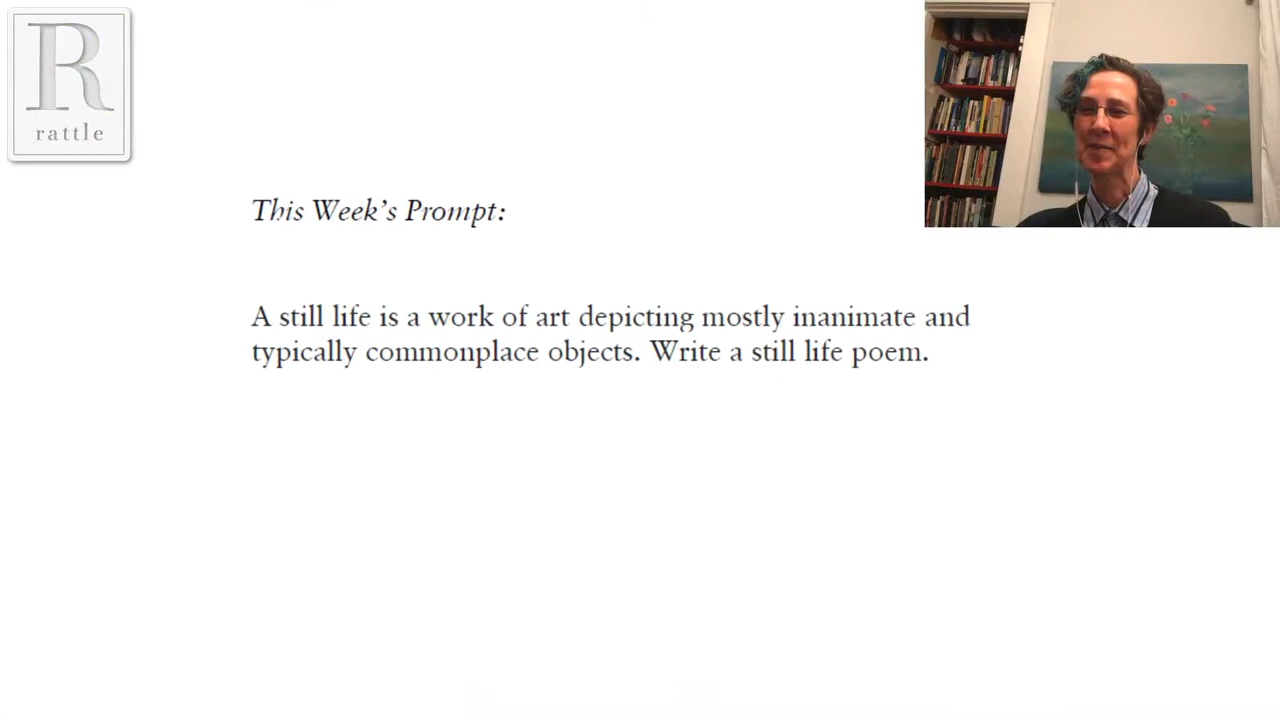 R
rattle
This Week's Prompt:
A still life is a work of art depicting mostly inanimate and
typically commonplace objects. Write a still life poem.